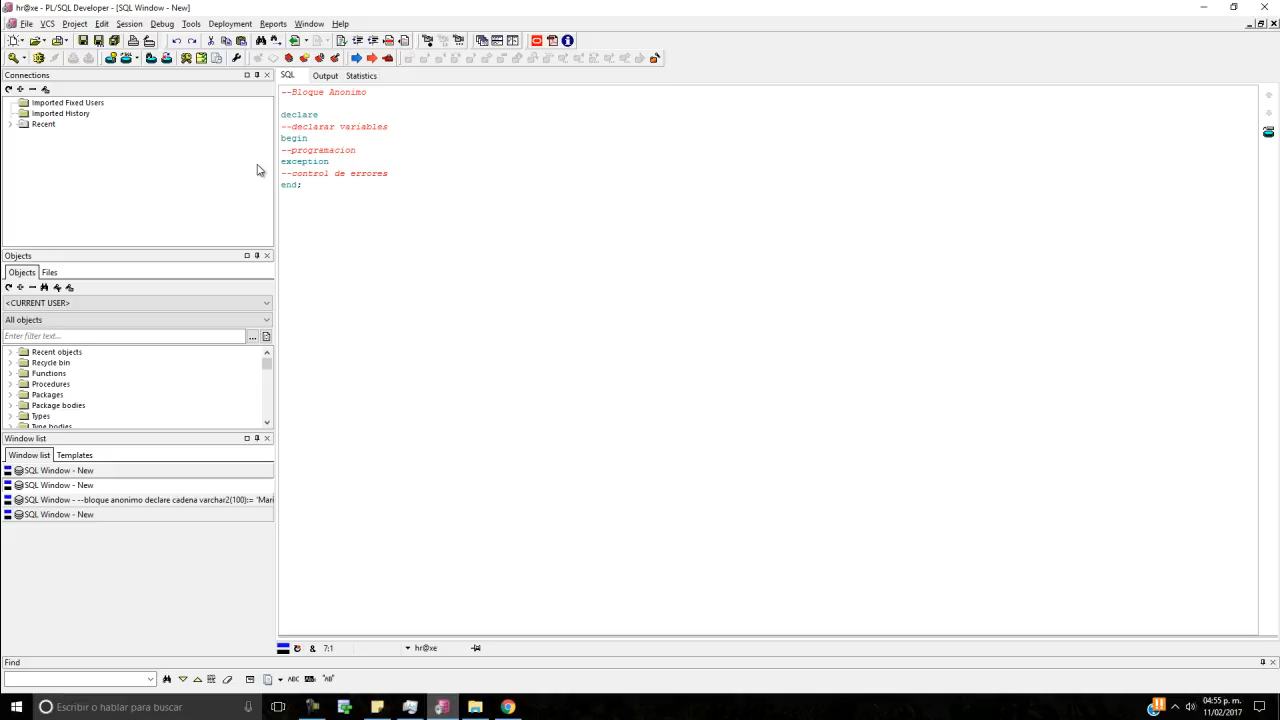 hr@xe - PL/SQL Developer - [SQL Window - New]
File VCS Project Edit Session Debug Tools Deployment Reports Window Help
Connections
Imported Fixed Users
Imported History
Recent
SQL Output Statistics
--Bloque Anonimo
declare
--declarar variables
begin
--programacion
exception
--control de errores
end;
Objects
Objects Files
<CURRENT USER>
All objects
Enter filter text...
Recent objects
Recycle bin
Functions
Procedures
Packages
Package bodies
Types
Type bodies
Window list
Window list Templates
SQL Window - New
SQL Window - New
SQL Window - --bloque anonimo declare cadena varchar2(100):= 'Mari
SQL Window - New
& 7:1 hr@xe
Find
ABC
Escribir o hablar para buscar
04:55 p. m.
11/02/2017